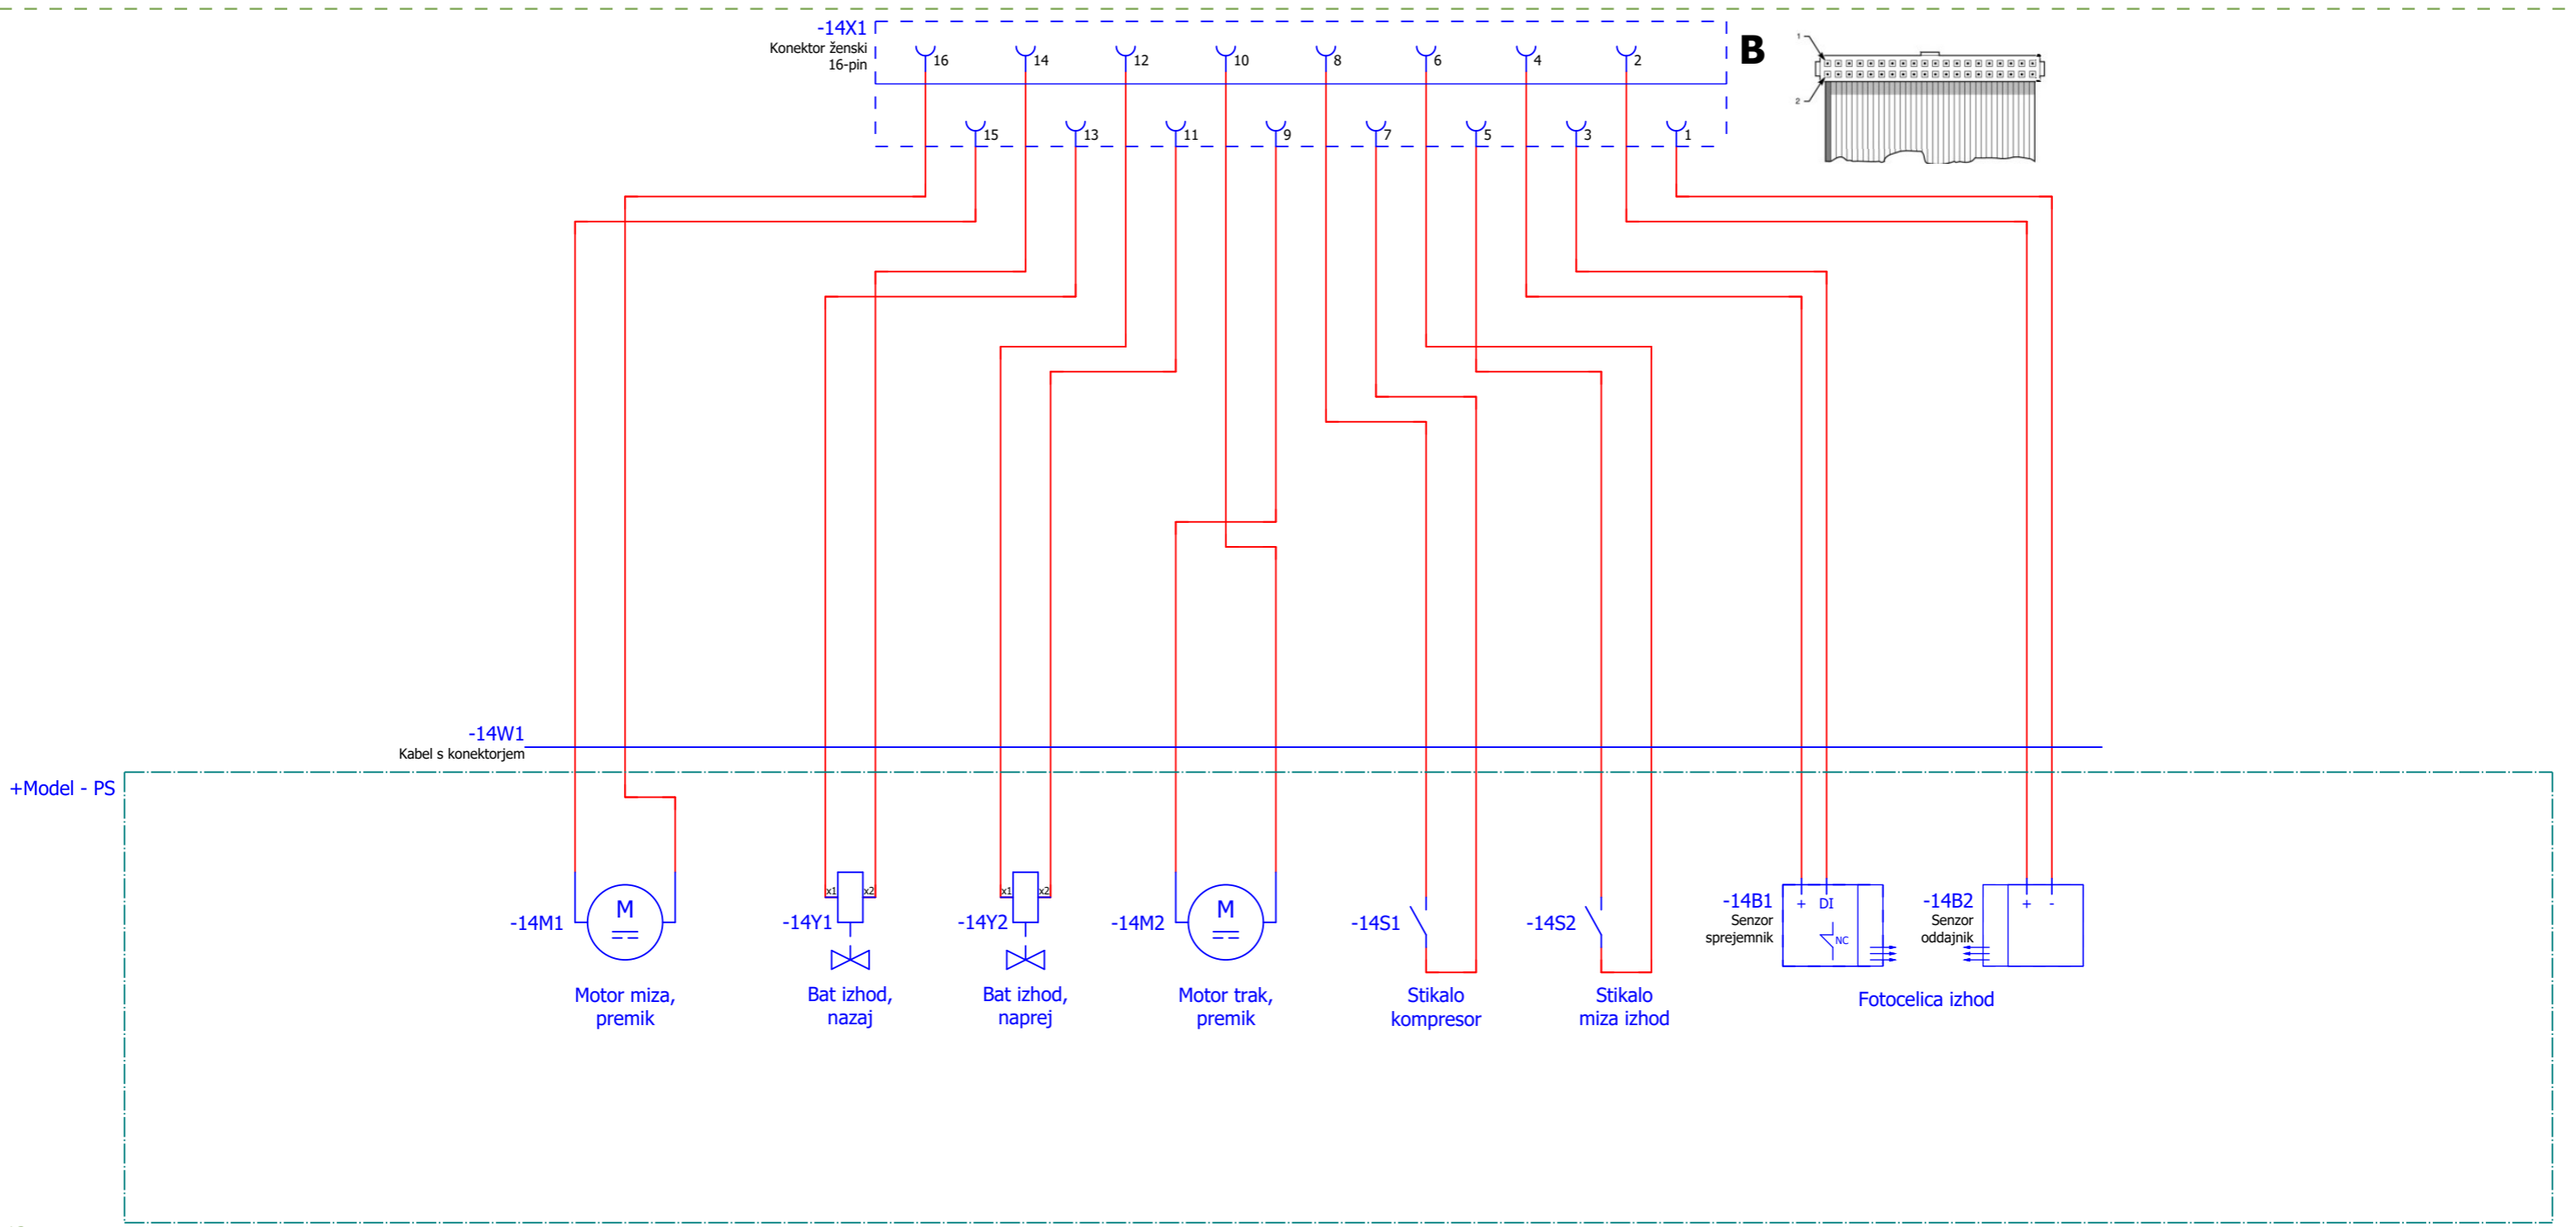 -14X1
Konektor ženski
16-pin
16
14
12
10
8
6
4
2
B
1
2
15
13
11
9
7
5
3
1
-14W1
Kabel s konektorjem
+Model - PS
x1
x2
x1
x2
M
-14M1
-14Y1
-14Y2
M
-14M2
-14S1
-14S2
-14B1
Senzor
sprejemnik
+ DI
NC
-14B2
Senzor
oddajnik
+ -
Motor miza,
premik
Bat izhod,
nazaj
Bat izhod,
naprej
Motor trak,
premik
Stikalo
kompresor
Stikalo
miza izhod
Fotocelica izhod